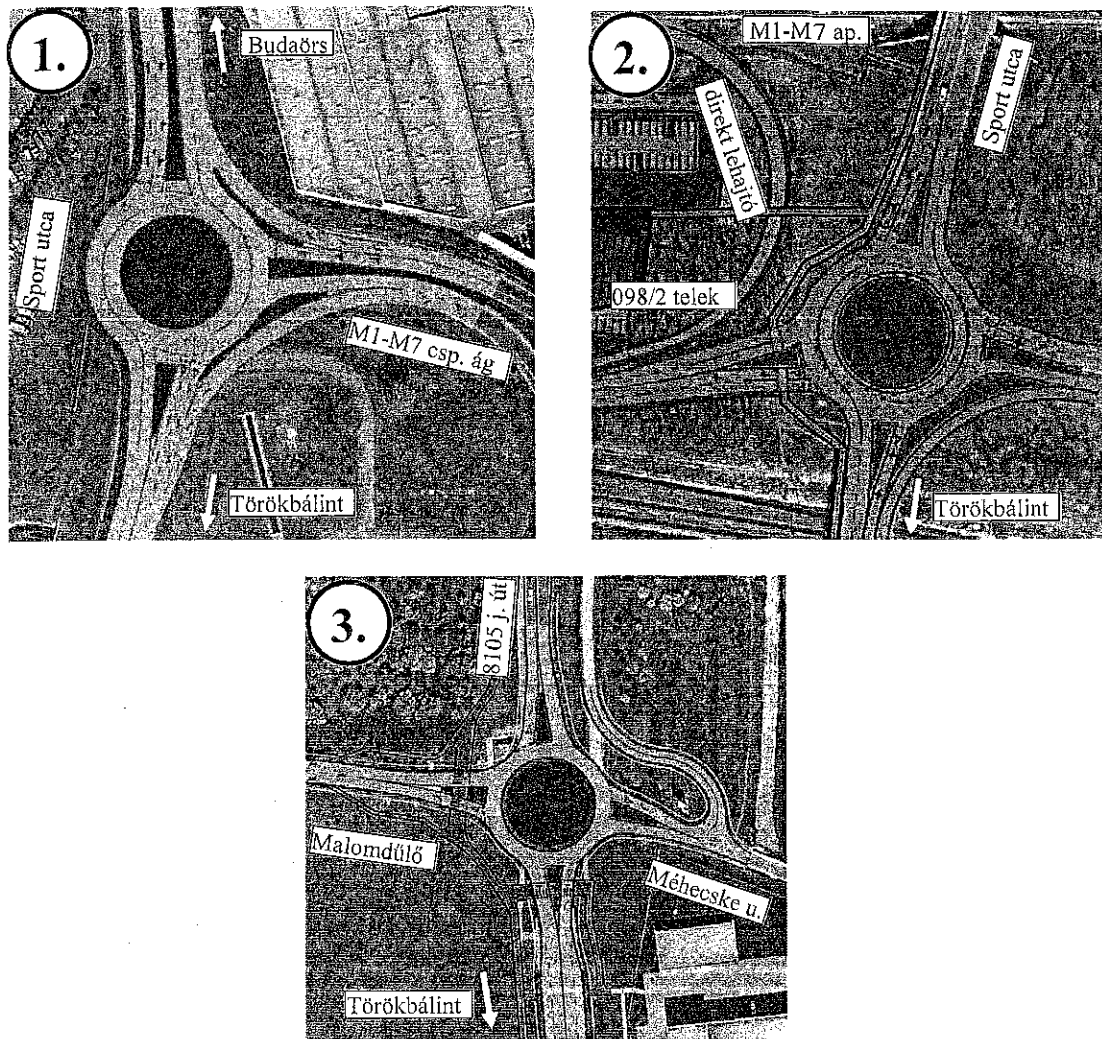 1.
Budaörs
Sport utca
M1-M7 csp. ág
Törökbálint
2.
M1-M7 ap.
Sport utca
direkt lehajtó
098/2 telek
Törökbálint
3.
8105 j. út
Malomdűlő
Méhecske u.
Törökbálint